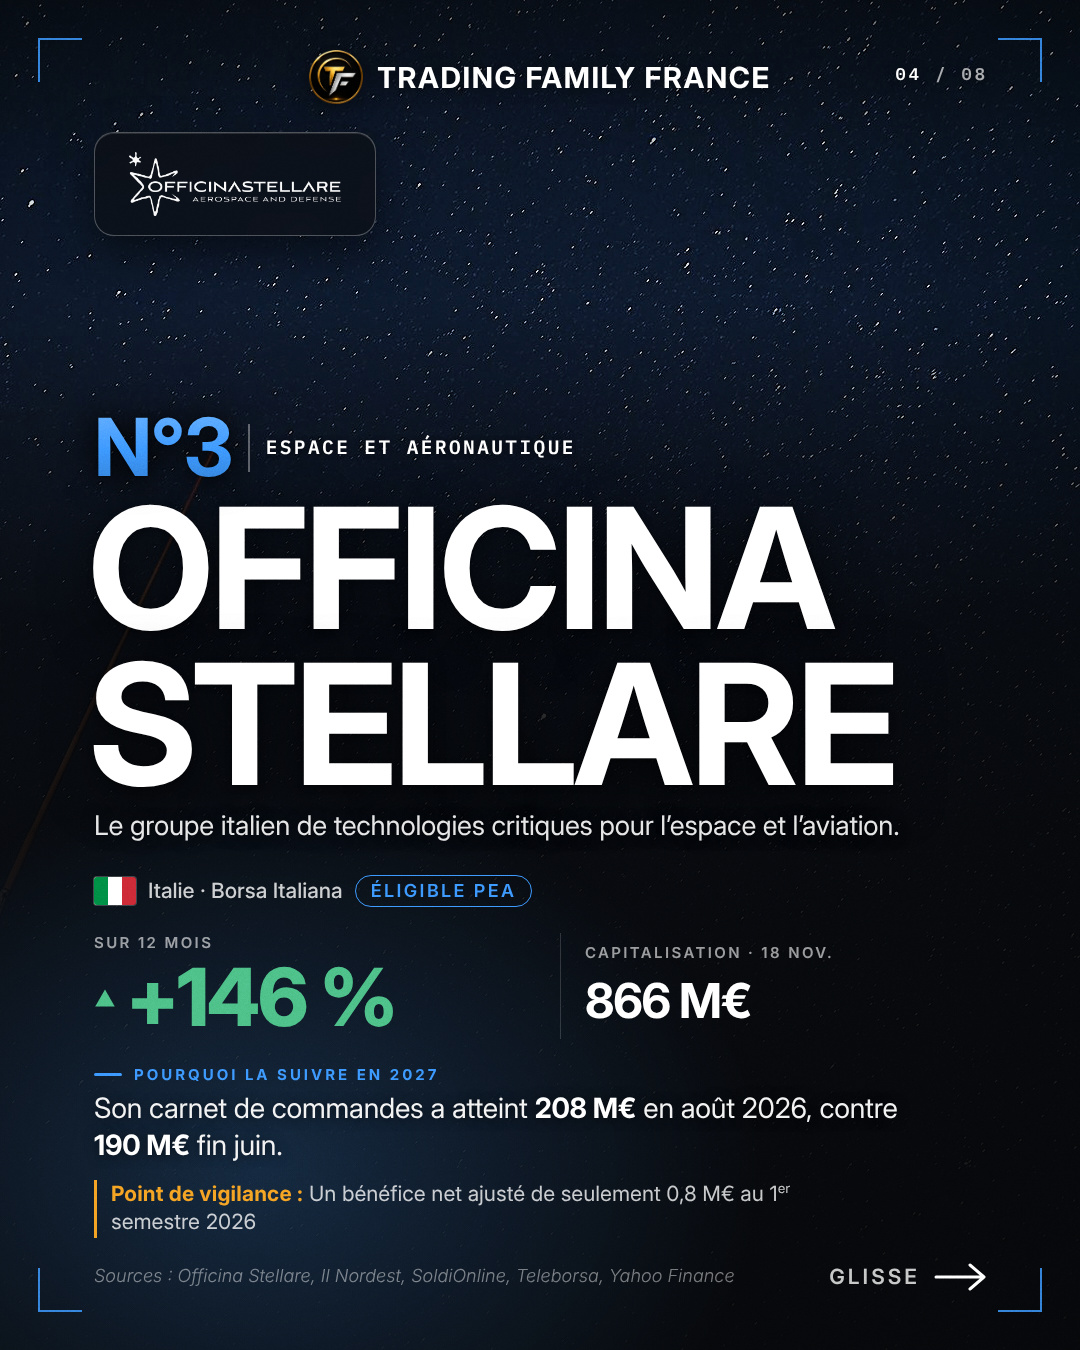 TRADING FAMILY FRANCE
04 / 08
OFFICINASTELLARE
AEROSPACE AND DEFENSE
N°3
ESPACE ET AÉRONAUTIQUE
OFFICINA
STELLARE
Le groupe italien de technologies critiques pour l’espace et l’aviation.
Italie · Borsa Italiana
ÉLIGIBLE PEA
SUR 12 MOIS
▲ +146 %
CAPITALISATION · 18 NOV.
866 M€
POURQUOI LA SUIVRE EN 2027
Son carnet de commandes a atteint 208 M€ en août 2026, contre
190 M€ fin juin.
Point de vigilance : Un bénéfice net ajusté de seulement 0,8 M€ au 1er
semestre 2026
Sources : Officina Stellare, Il Nordest, SoldiOnline, Teleborsa, Yahoo Finance
GLISSE →